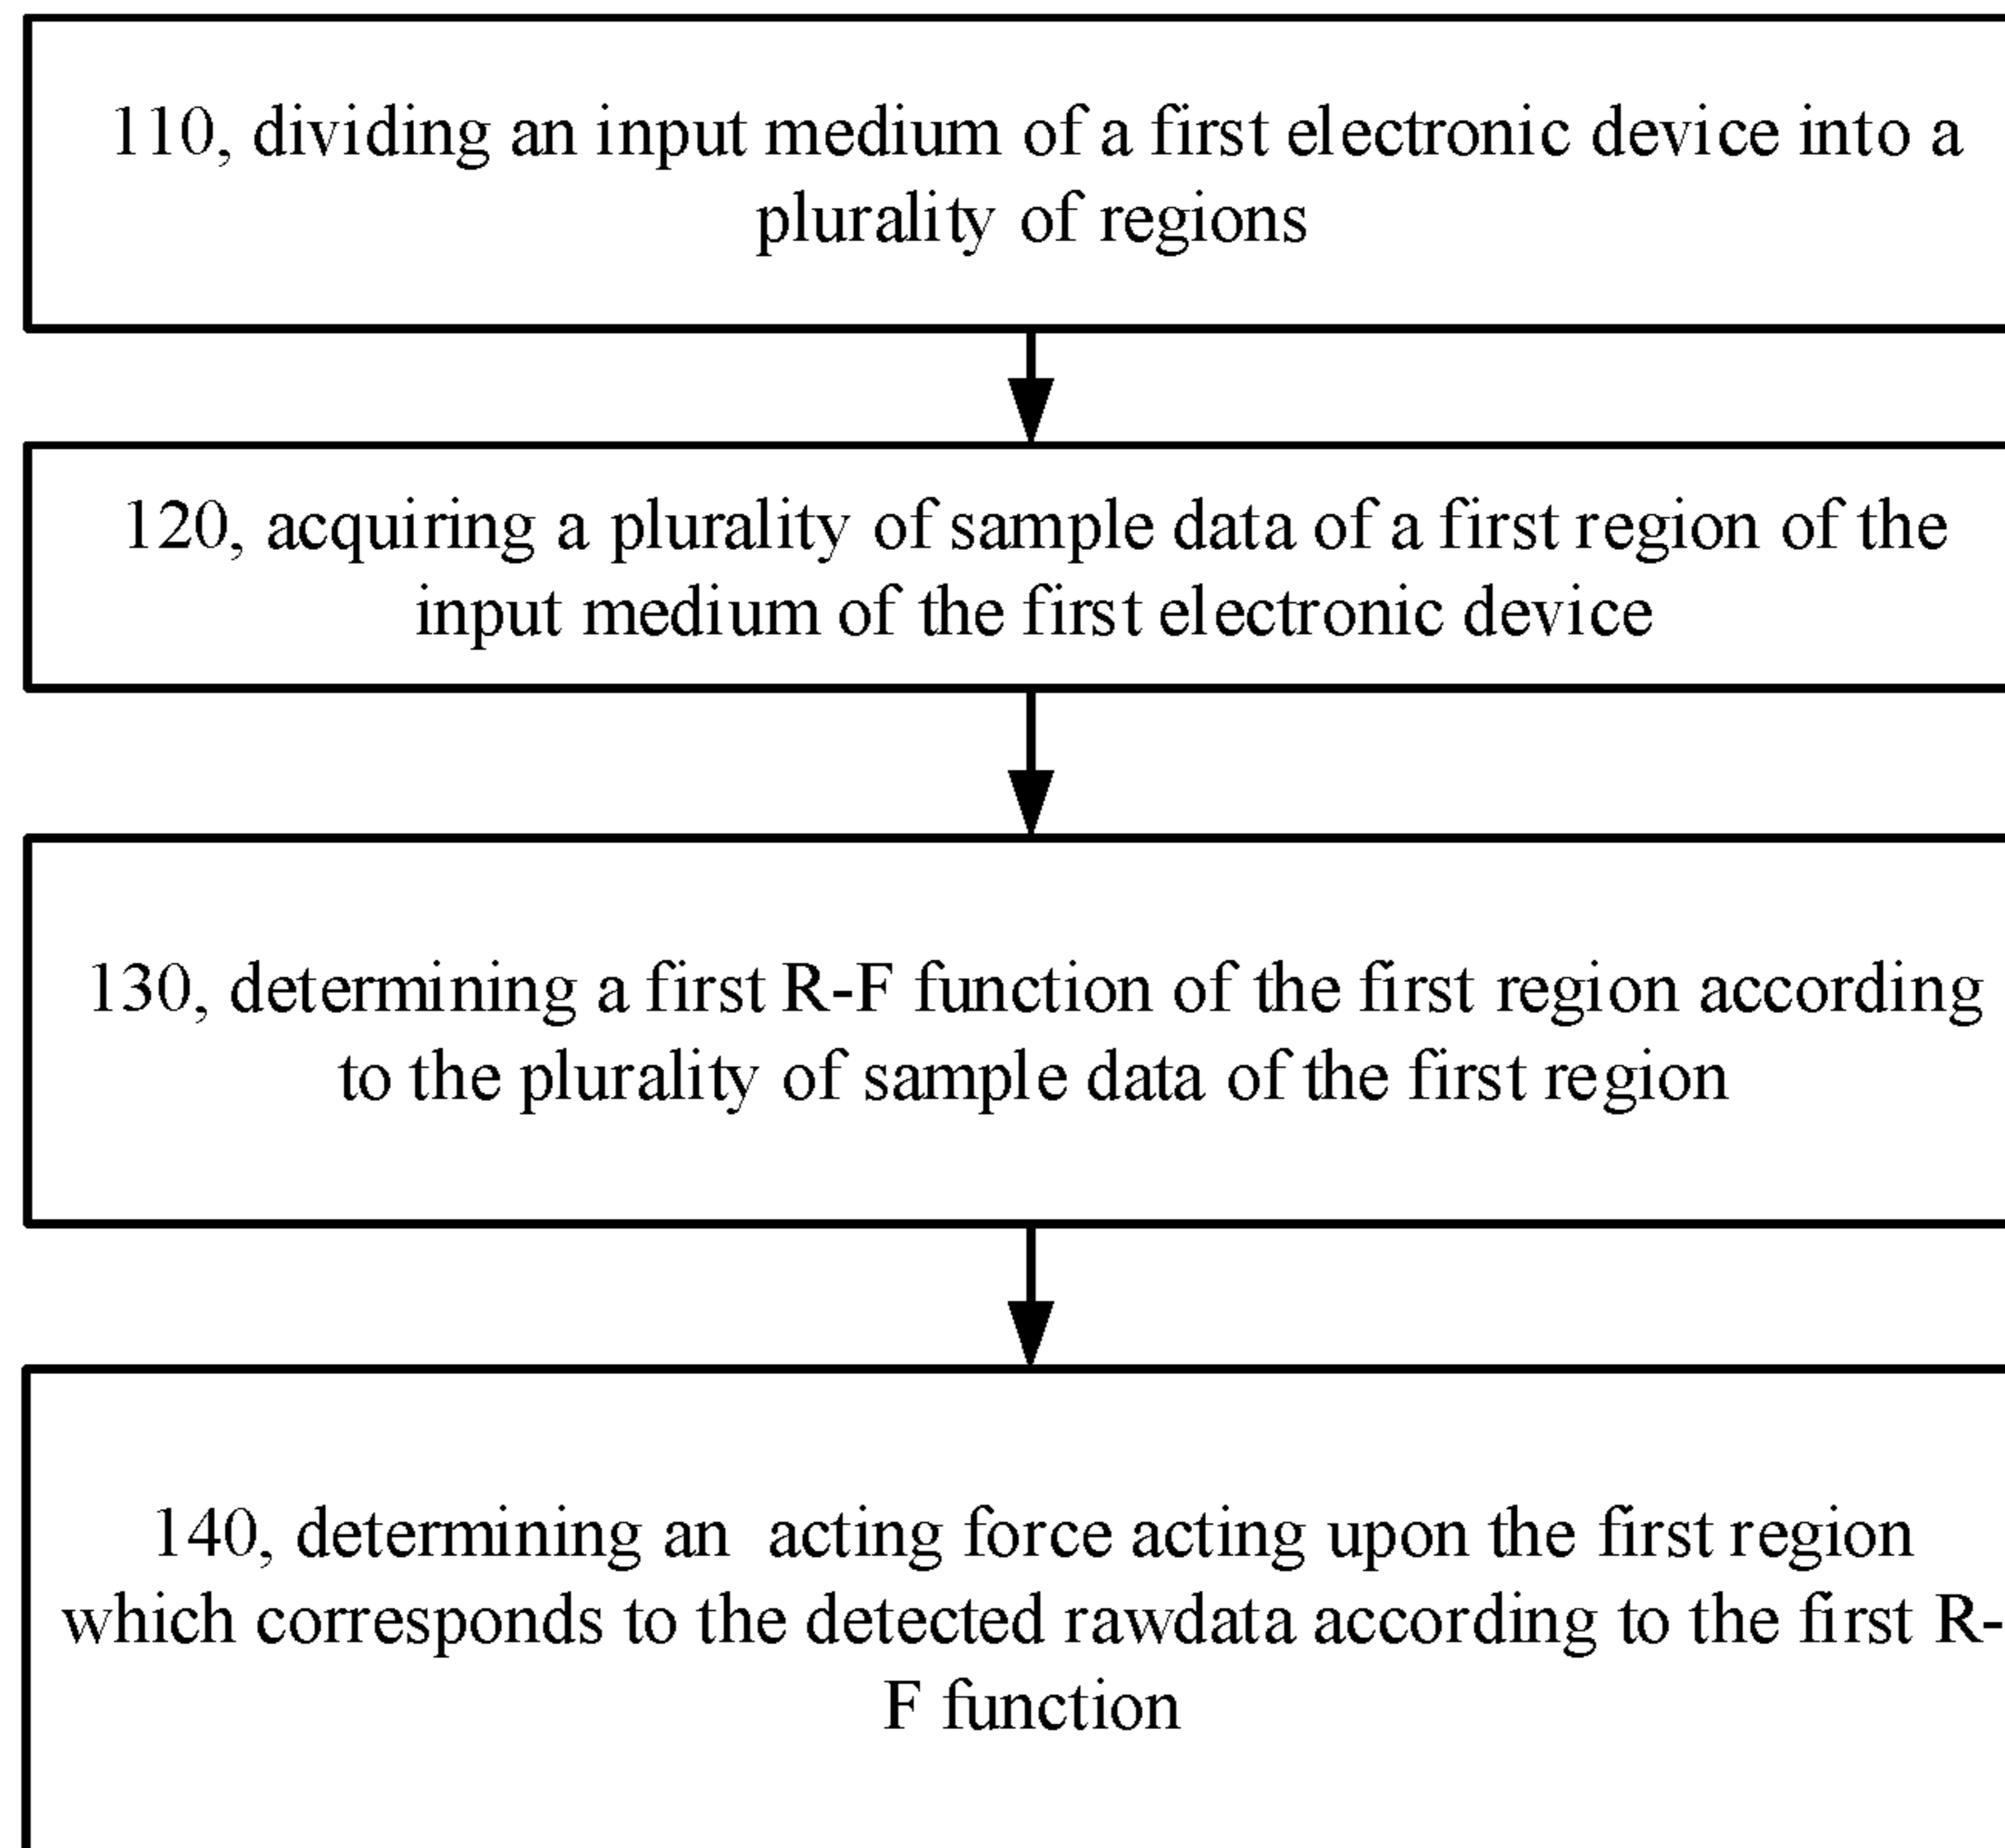 110, dividing an input medium of a first electronic device into a
plurality of regions
120, acquiring a plurality of sample data of a first region of the
input medium of the first electronic device
130, determining a first R-F function of the first region according
to the plurality of sample data of the first region
140, determining an acting force acting upon the first region
which corresponds to the detected rawdata according to the first R-
F function